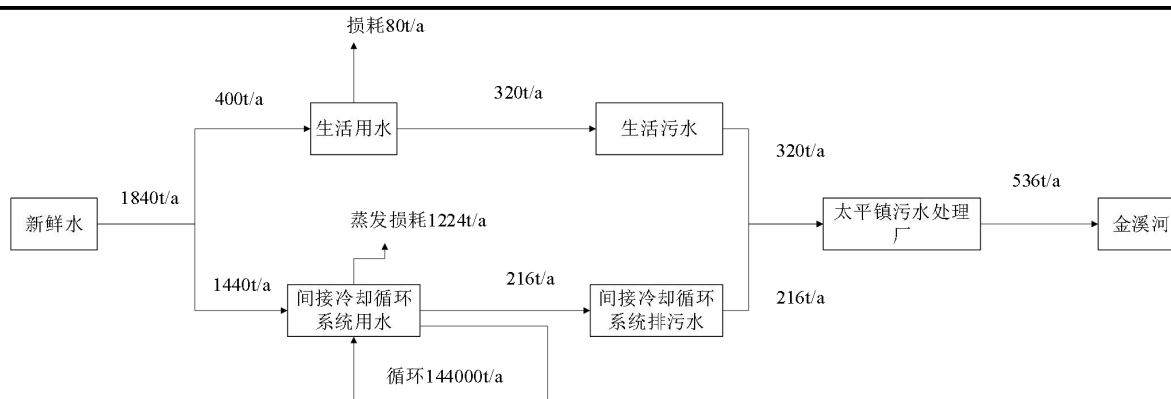 损耗80t/a
400t/a
320t/a
生活用水
生活污水
320t/a
1840t/a
536t/a
新鲜水
蒸发损耗1224t/a
太平镇污水处理
厂
金溪河
1440t/a
216t/a
间接冷却循环
系统用水
间接冷却循环
系统排污水
216t/a
循环144000t/a